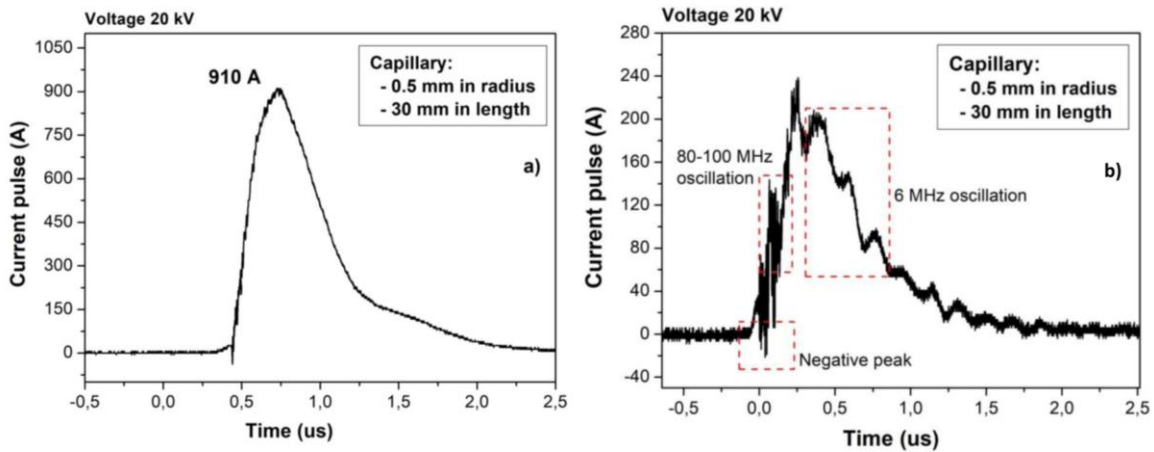 Voltage 20 kV
1050
900
750
600
450
300
150
0
Current pulse (A)
910 A
Capillary:
- 0.5 mm in radius
- 30 mm in length
a)
-0,5
0,0
0,5
1,0
1,5
2,0
2,5
Time (us)
Voltage 20 kV
280
240
200
160
120
80
40
0
-40
Current pulse (A)
Capillary:
- 0.5 mm in radius
- 30 mm in length
b)
80-100 MHz
oscillation
6 MHz oscillation
Negative peak
-0,5
0,0
0,5
1,0
1,5
2,0
2,5
Time (us)